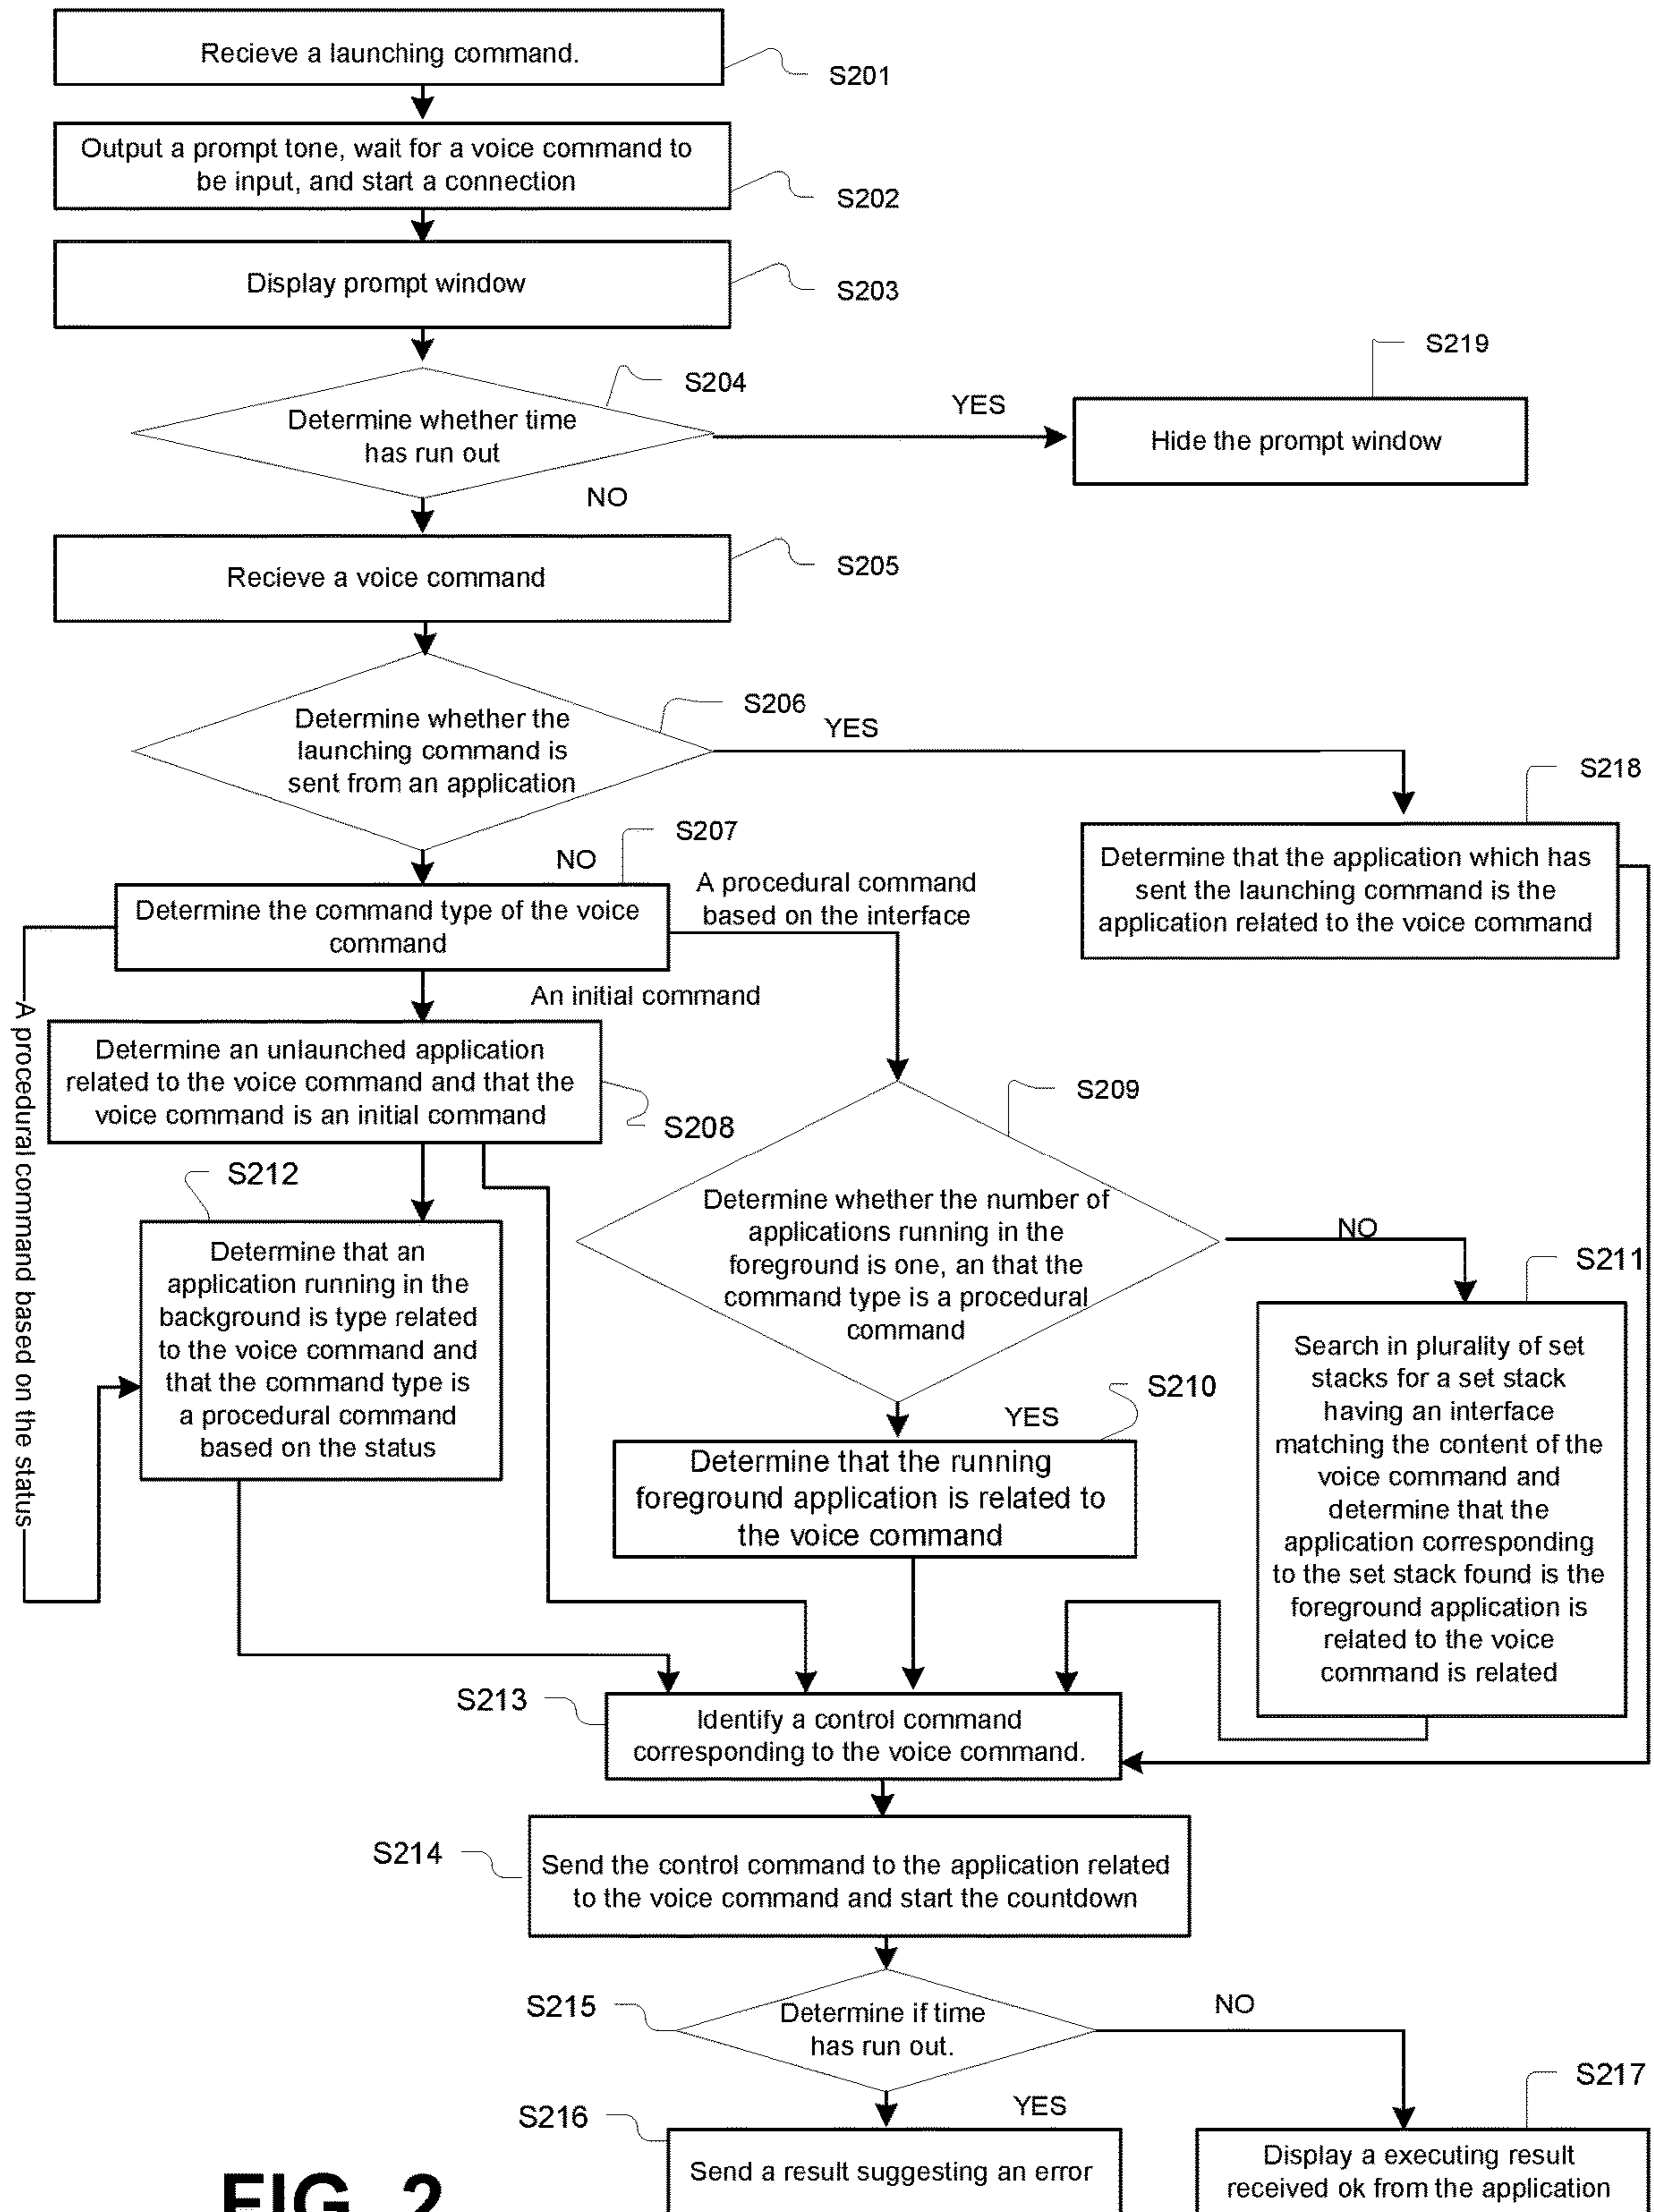 Recieve a launching command.
S201
Output a prompt tone, wait for a voice command to
be input, and start a connection
S202
Display prompt window
S203
S204
Determine whether time
has run out
YES
S219
Hide the prompt window
NO
Recieve a voice command
S205
Determine whether the
launching command is
sent from an application
S206
YES
S218
Determine that the application which has
sent the launching command is the
application related to the voice command
NO
S207
Determine the command type of the voice
command
A procedural command
based on the interface
An initial command
A procedural command based on the status
Determine an unlaunched application
related to the voice command and that the
voice command is an initial command
S208
S209
Determine whether the number of
applications running in the
foreground is one, an that the
command type is a procedural
command
NO
S211
Search in plurality of set
stacks for a set stack
having an interface
matching the content of the
voice command and
determine that the
application corresponding
to the set stack found is the
foreground application is
related to the voice
command is related
S212
Determine that an
application running in the
background is type related
to the voice command and
that the command type is
a procedural command
based on the status
YES
S210
Determine that the running
foreground application is related to
the voice command
S213
Identify a control command
corresponding to the voice command.
S214
Send the control command to the application related
to the voice command and start the countdown
S215
Determine if time
has run out.
NO
S217
Display a executing result
received ok from the application
YES
S216
Send a result suggesting an error
FIG. 2